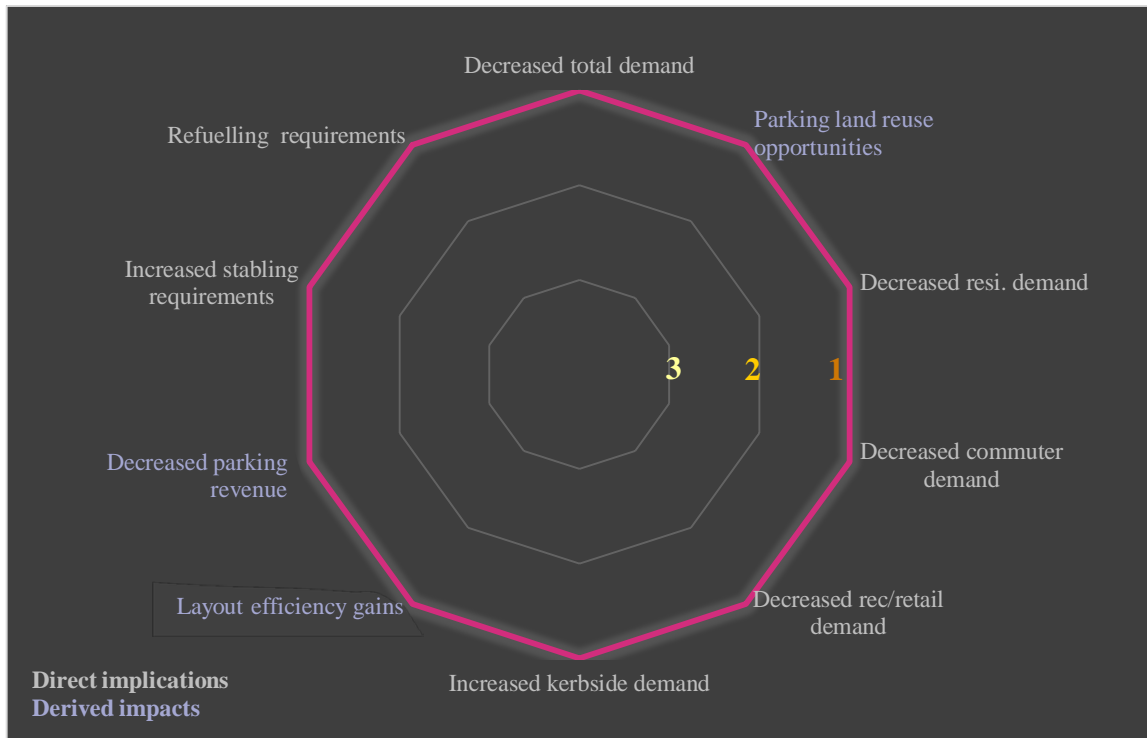 Decreased total demand
Parking land reuse
opportunities
Refuelling requirements
Increased stabling
requirements
Decreased resi. demand
3 2 1
Decreased parking
revenue
Decreased commuter
demand
Layout efficiency gains
Decreased rec/retail
demand
Increased kerbside demand
Direct implications
Derived impacts